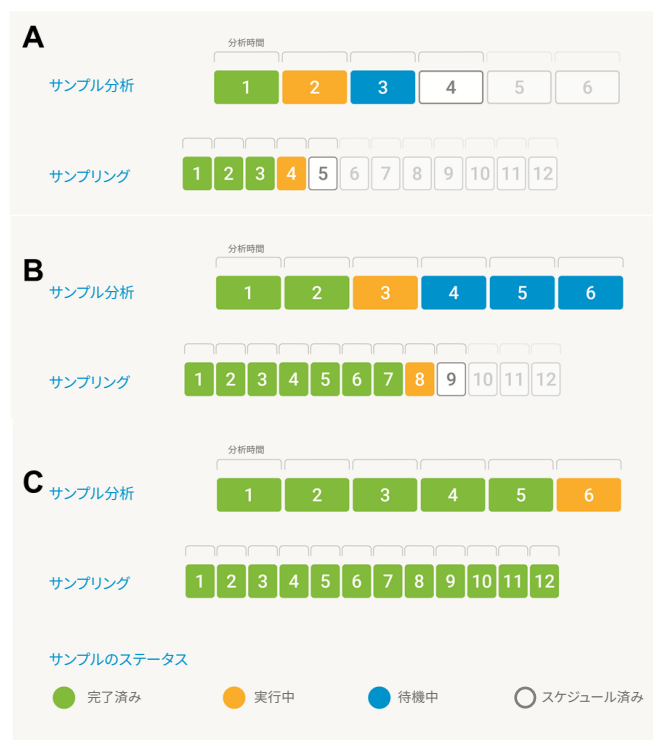 A
分析時間
サンプル分析
1 2 3 4 5 6
サンプリング
1 2 3 4 5 6 7 8 9 10 11 12
B
分析時間
サンプル分析
1 2 3 4 5 6
サンプリング
1 2 3 4 5 6 7 8 9 10 11 12
C
分析時間
サンプル分析
1 2 3 4 5 6
サンプリング
1 2 3 4 5 6 7 8 9 10 11 12
サンプルのステータス
完了済み 実行中 待機中 スケジュール済み